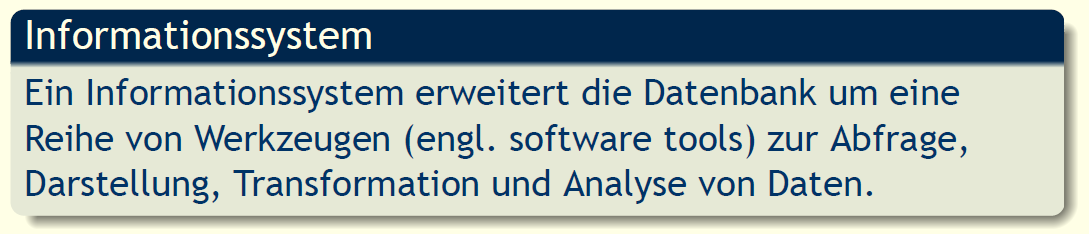 Informationssystem
Ein Informationssystem erweitert die Datenbank um eine
Reihe von Werkzeugen (engl. software tools) zur Abfrage,
Darstellung, Transformation und Analyse von Daten.